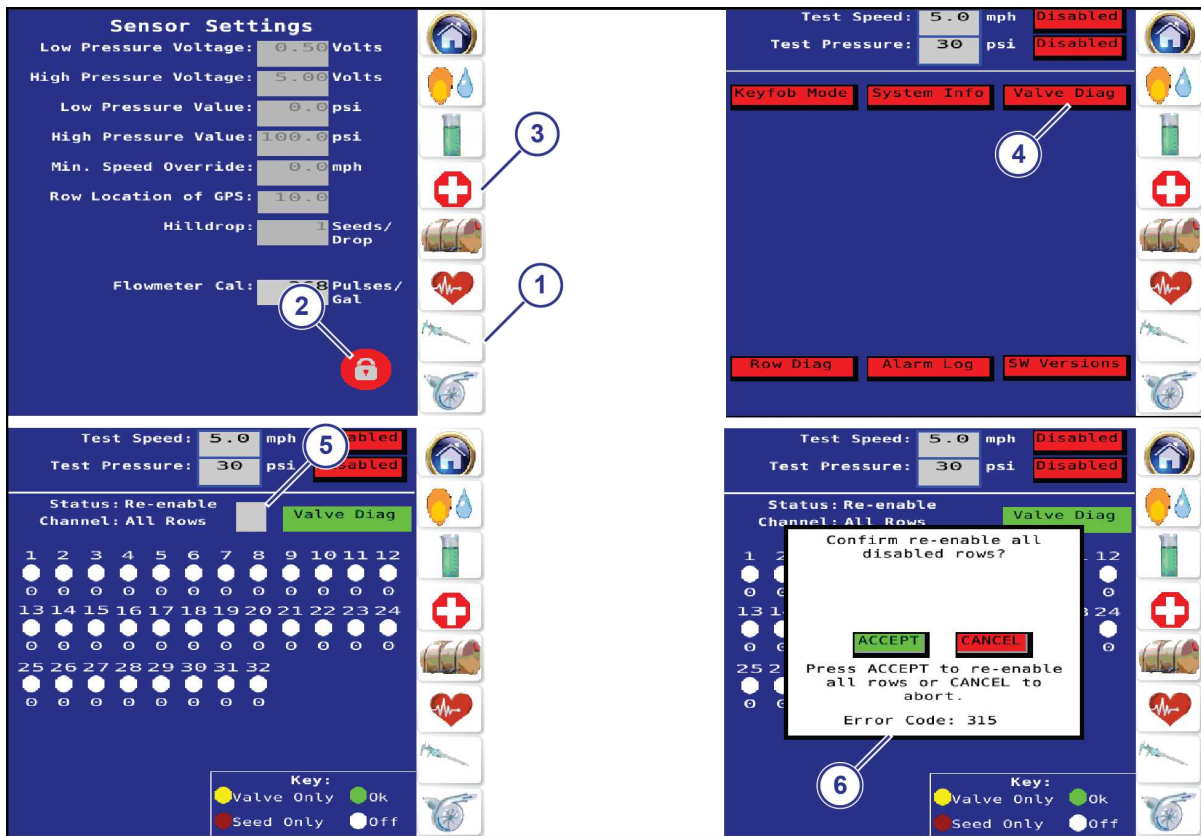 Sensor Settings
Low Pressure Voltage: 0.50 Volts
High Pressure Voltage: 5.00 Volts
Low Pressure Value: 0.0 psi
High Pressure Value: 100.0 psi
Min. Speed Override: 0.0 mph
Row Location of GPS: 10.0
Hilldrop: 1 Seeds/
Drop
Flowmeter Cal: Pulses/
Gal
2
3
1
Test Speed: 5.0 mph Disabled
Test Pressure: 30 psi Disabled
Keyfob Mode System Info Valve Diag
4
Row Diag Alarm Log SW Versions
Test Speed: 5.0 mph
Test Pressure: 30 psi
5
Status: Re-enable
Channel: All Rows
Valve Diag
1 2 3 4 5 6 7 8 9 10 11 12
0 0 0 0 0 0 0 0 0 0 0 0
13 14 15 16 17 18 19 20 21 22 23 24
0 0 0 0 0 0 0 0 0 0 0 0
25 26 27 28 29 30 31 32
0 0 0 0 0 0 0 0
Key:
Valve Only Ok
Seed Only Off
Test Speed: 5.0 mph Disabled
Test Pressure: 30 psi Disabled
Status: Re-enable
Channel: All Rows
Valve Diag
1 2 12
0 0
13 24
0 0
25
0
Confirm re-enable all
disabled rows?
ACCEPT CANCEL
Press ACCEPT to re-enable
all rows or CANCEL to
abort.
Error Code: 315
6
Key:
Valve Only Ok
Seed Only Off